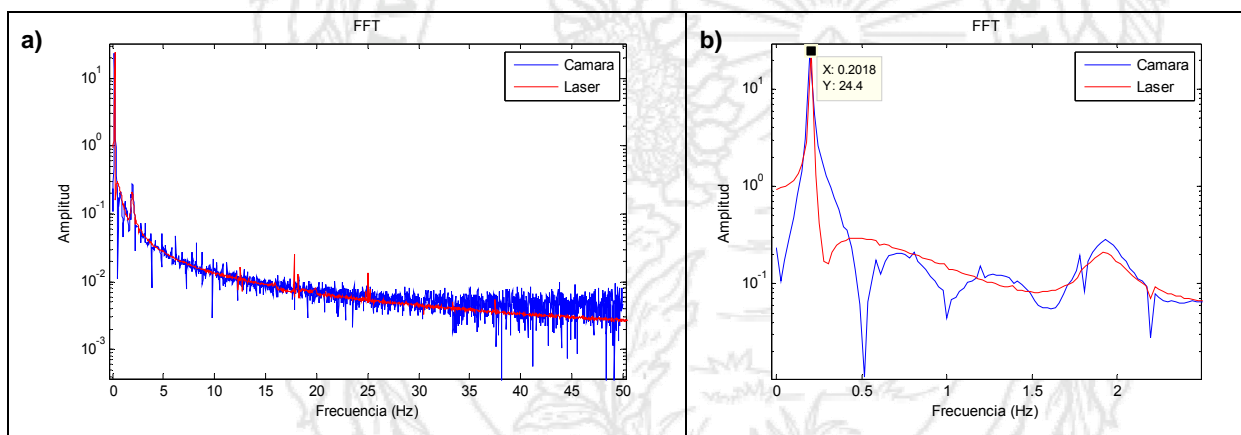 a)
FFT
Camara
Laser
10^1
10^0
10^-1
10^-2
10^-3
Amplitud
0 5 10 15 20 25 30 35 40 45 50
Frecuencia (Hz)
b)
FFT
X: 0.2018
Y: 24.4
Camara
Laser
10^1
10^0
10^-1
Amplitud
0 0.5 1 1.5 2
Frecuencia (Hz)